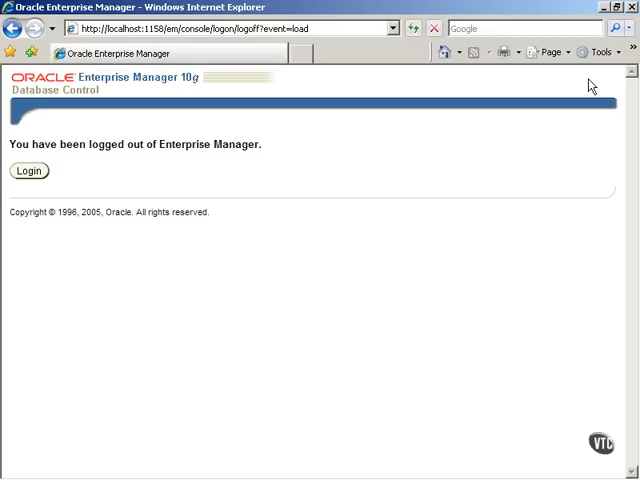 Oracle Enterprise Manager - Windows Internet Explorer
http://localhost:1158/em/console/logon/logoff?event=load
Google
Oracle Enterprise Manager
Page
Tools
ORACLE Enterprise Manager 10g
Database Control
You have been logged out of Enterprise Manager.
Login
Copyright © 1996, 2005, Oracle. All rights reserved.
VTC